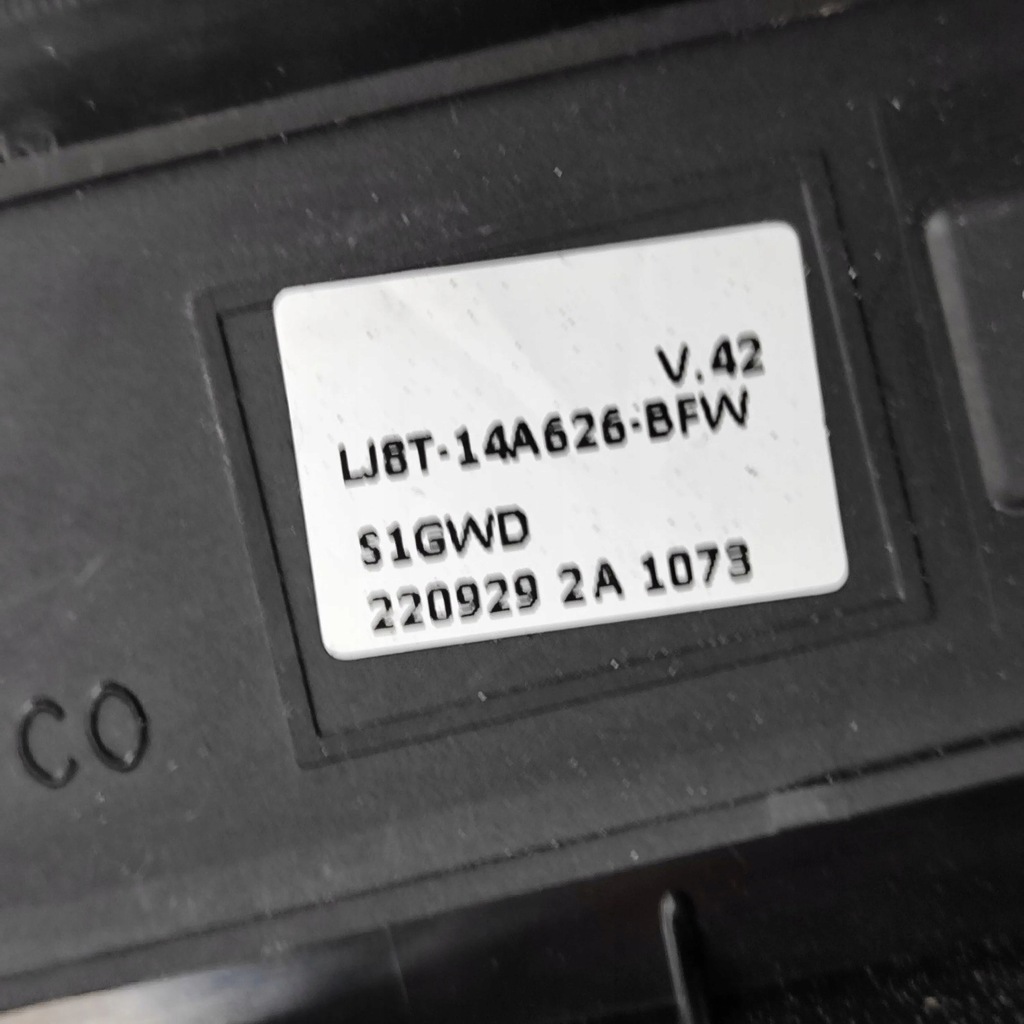 V.42
LJ8T-14A626-BFW
S1GWD
220929 2A 1073
CO